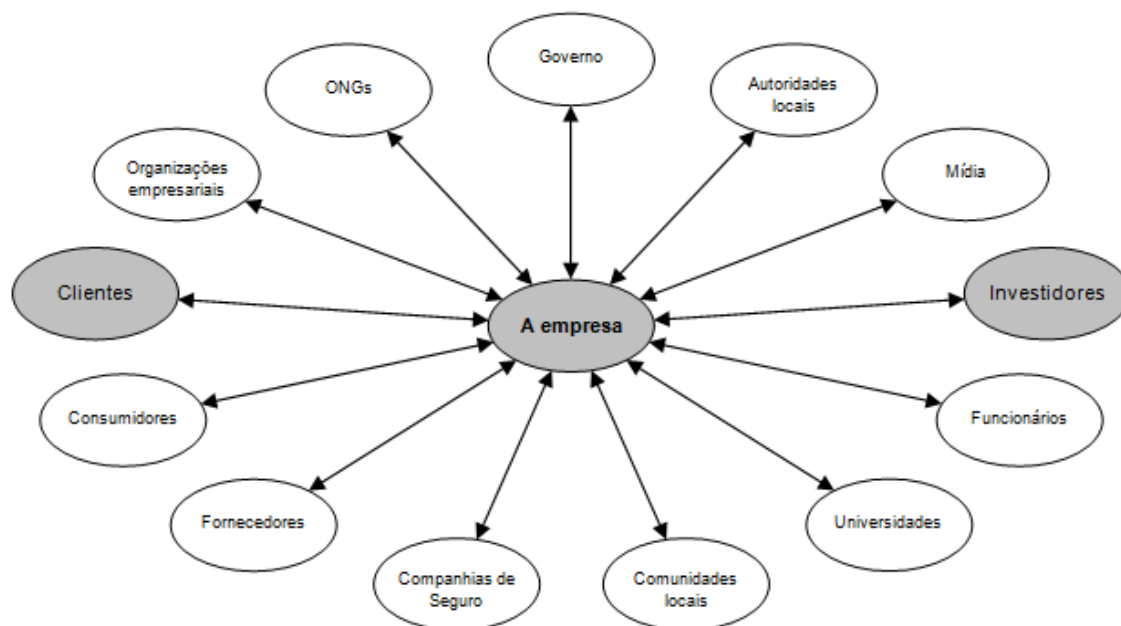 Governo
ONGs
Autoridades
locais
Organizações
empresariais
Mídia
Clientes
Investidores
A empresa
Consumidores
Funcionários
Fornecedores
Universidades
Companhias de
Seguro
Comunidades
locais